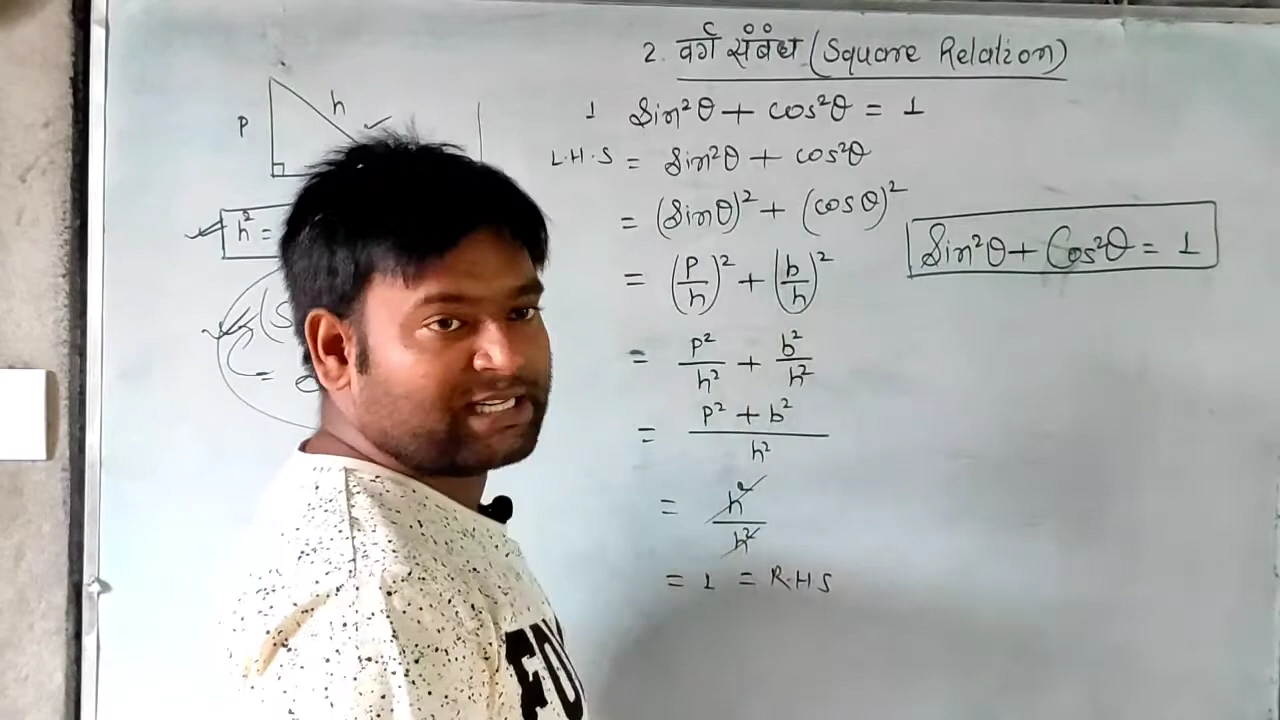 2. वर्ग संबंध (Square Relation)
1 Sin²θ + cos²θ = 1
L.H.S = Sin²θ + cos²θ
= (Sinθ)² + (cosθ)²
= (P/h)² + (b/h)²
= P²/h² + b²/h²
= P² + b² / h²
= h²/h²
= 1 = R.H.S
Sin²θ + Cos²θ = 1
P
h
h² =
(S
=